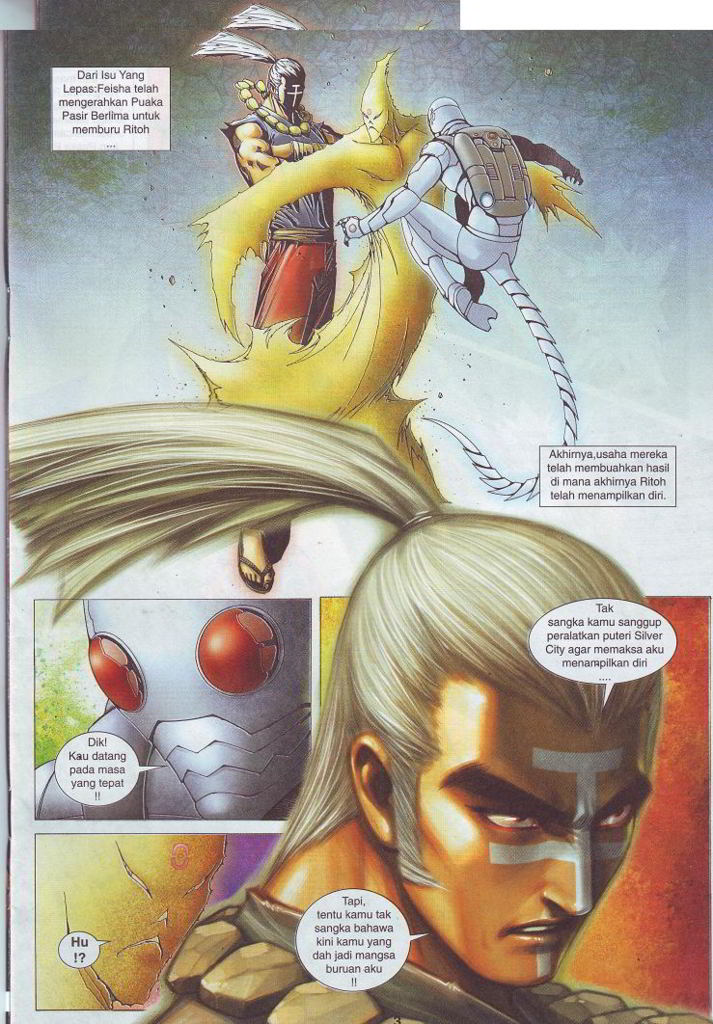 Dari Isu Yang
Lepas:Feisha telah
mengerahkan Puaka
Pasir Berlima untuk
memburu Ritoh
...
Akhirnya,usaha mereka
telah membuahkan hasil
di mana akhirnya Ritoh
telah menampilkan diri.
Tak
sangka kamu sanggup
peralatkan puteri Silver
City agar memaksa aku
menampilkan diri
....
Dik!
Kau datang
pada masa
yang tepat
!!
Hu
!?
Tapi,
tentu kamu tak
sangka bahawa
kini kamu yang
dah jadi mangsa
buruan aku
!!
3